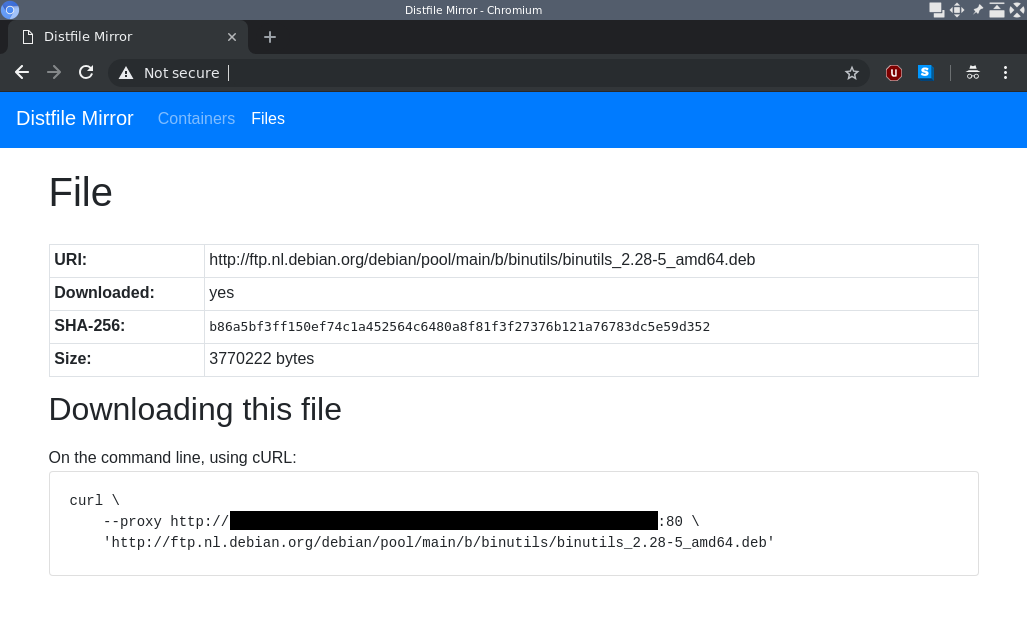 Distfile Mirror - Chromium
Distfile Mirror
Not secure
Distfile Mirror Containers Files
File
URI: http://ftp.nl.debian.org/debian/pool/main/b/binutils/binutils_2.28-5_amd64.deb
Downloaded: yes
SHA-256: b86a5bf3ff150ef74c1a452564c6480a8f81f3f27376b121a76783dc5e59d352
Size: 3770222 bytes
Downloading this file
On the command line, using cURL:
curl \
--proxy http:// :80 \
'http://ftp.nl.debian.org/debian/pool/main/b/binutils/binutils_2.28-5_amd64.deb'